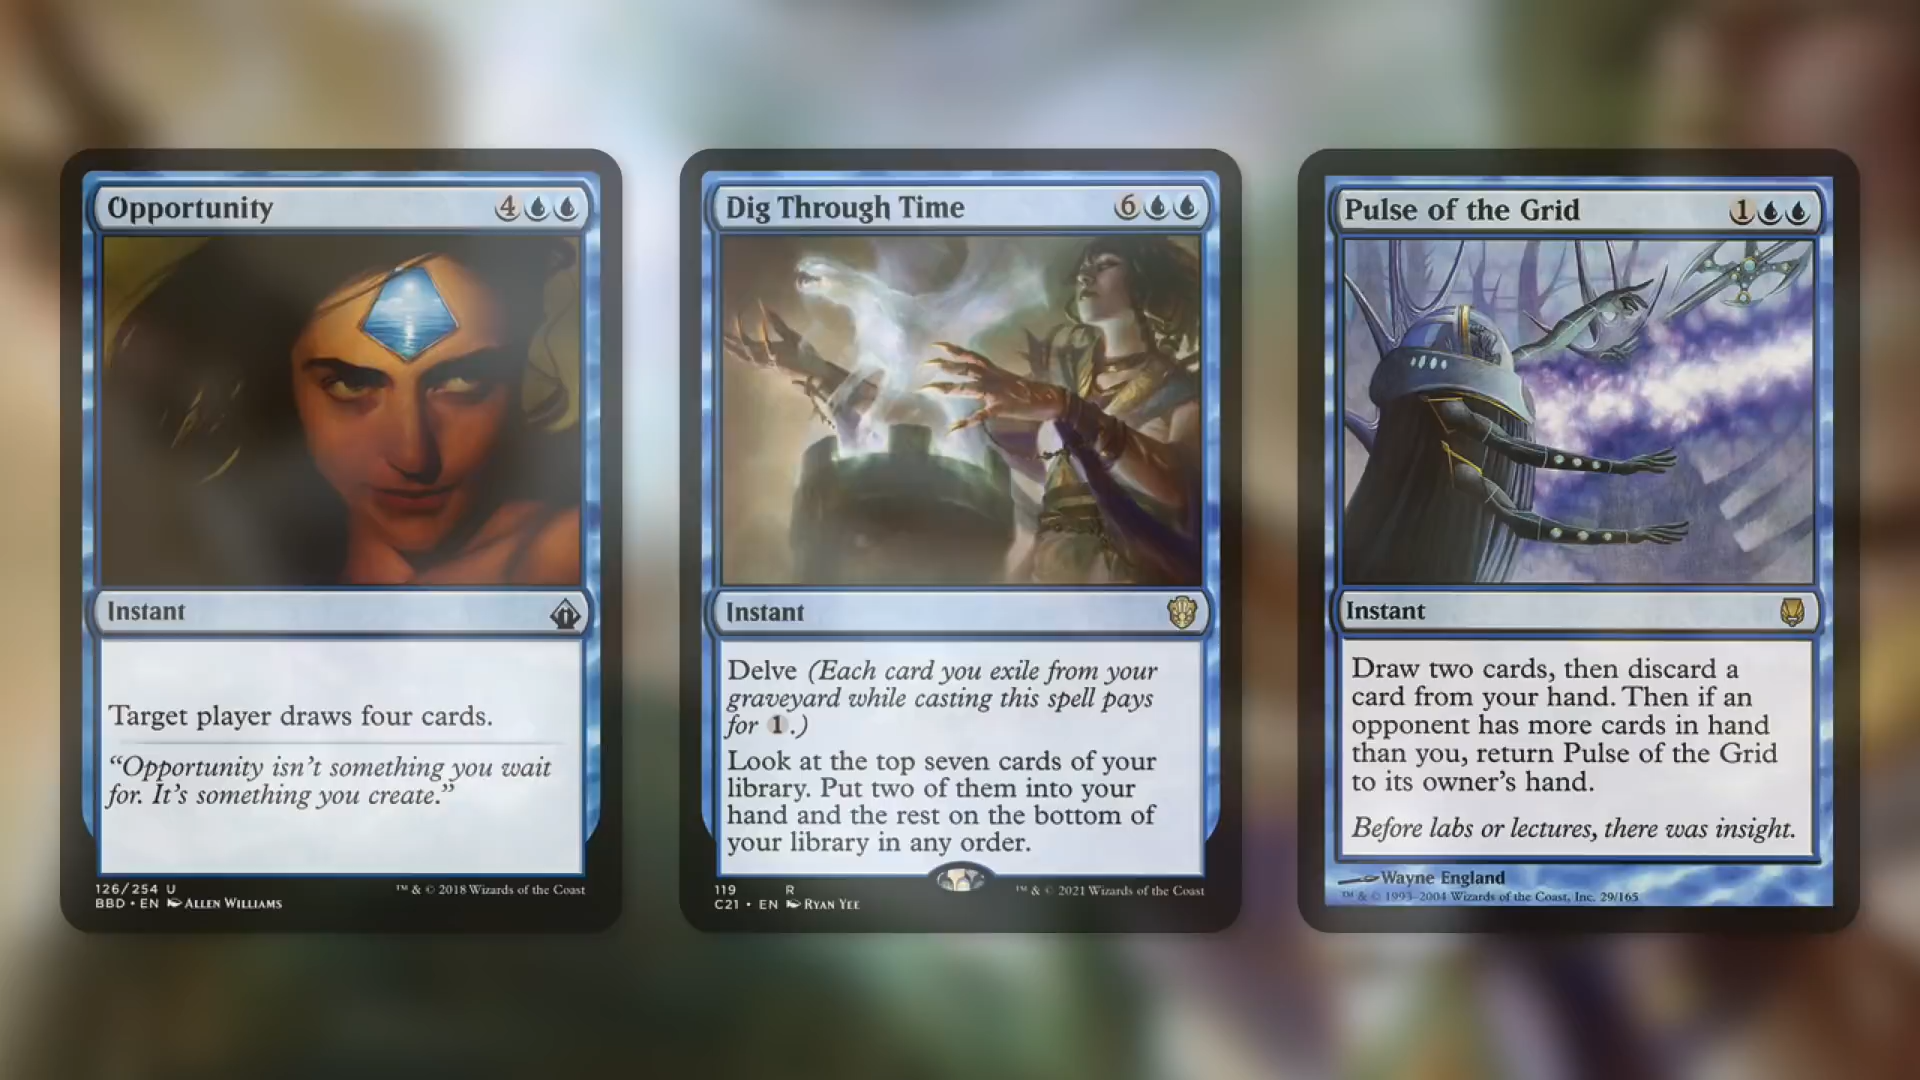 Opportunity 4
Instant
Target player draws four cards.
“Opportunity isn’t something you wait
for. It’s something you create.”
126/254 U
BBD • EN ALLEN WILLIAMS
™ & © 2018 Wizards of the Coast
Dig Through Time 6
Instant
Delve (Each card you exile from your
graveyard while casting this spell pays
for 1.)
Look at the top seven cards of your
library. Put two of them into your
hand and the rest on the bottom of
your library in any order.
119 R
C21 • EN RYAN YEE
™ & © 2021 Wizards of the Coast
Pulse of the Grid 1
Instant
Draw two cards, then discard a
card from your hand. Then if an
opponent has more cards in hand
than you, return Pulse of the Grid
to its owner’s hand.
Before labs or lectures, there was insight.
Wayne England
™ & © 1993–2004 Wizards of the Coast, Inc. 29/165